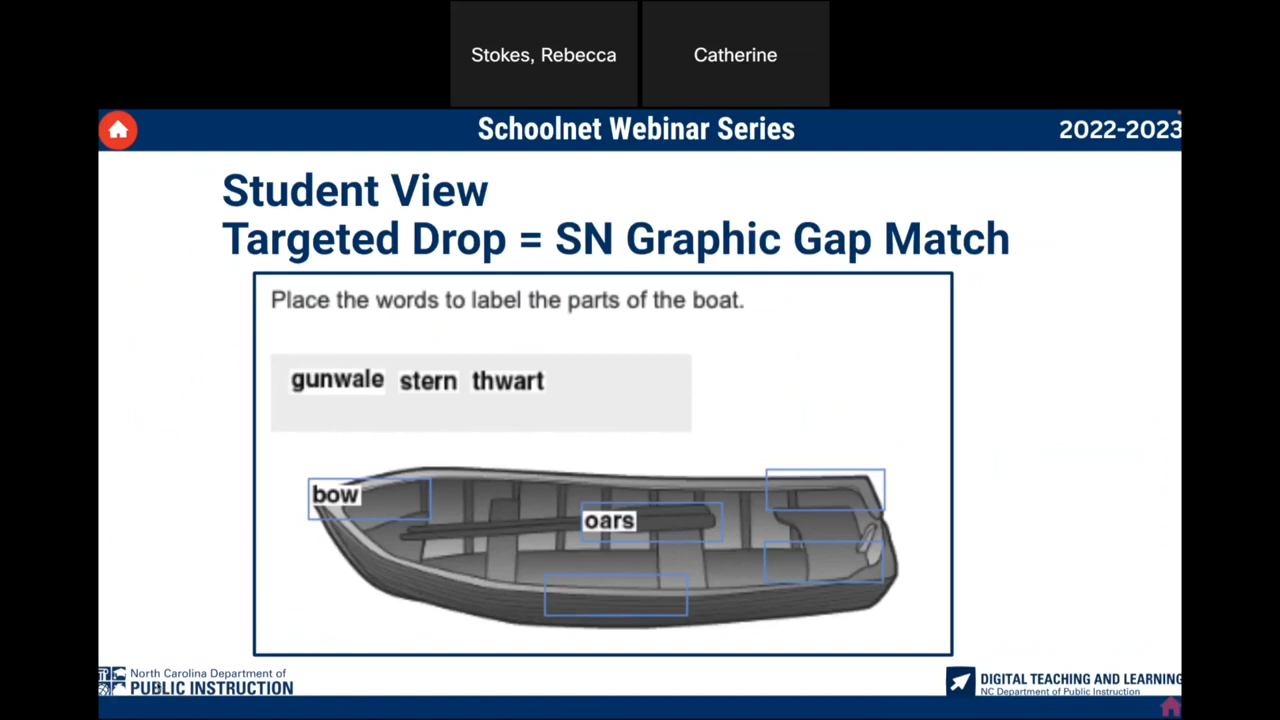 Stokes, Rebecca
Catherine
Schoolnet Webinar Series
2022-2023
Student View
Targeted Drop = SN Graphic Gap Match
Place the words to label the parts of the boat.
gunwale stern thwart
bow
oars
North Carolina Department of
PUBLIC INSTRUCTION
DIGITAL TEACHING AND LEARNING
NC Department of Public Instruction